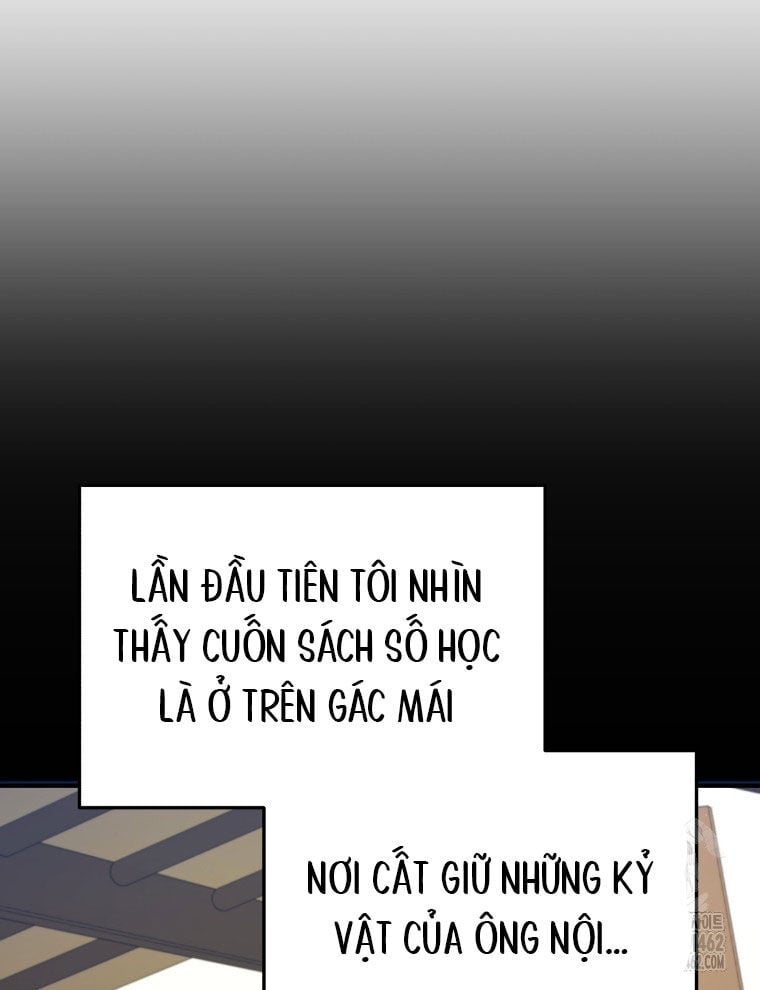 LẦN ĐẦU TIÊN TÔI NHÌN
THẤY CUỐN SÁCH SỐ HỌC
LÀ Ở TRÊN GÁC MÁI
NƠI CẤT GIỮ NHỮNG KỶ
VẬT CỦA ÔNG NỘI...